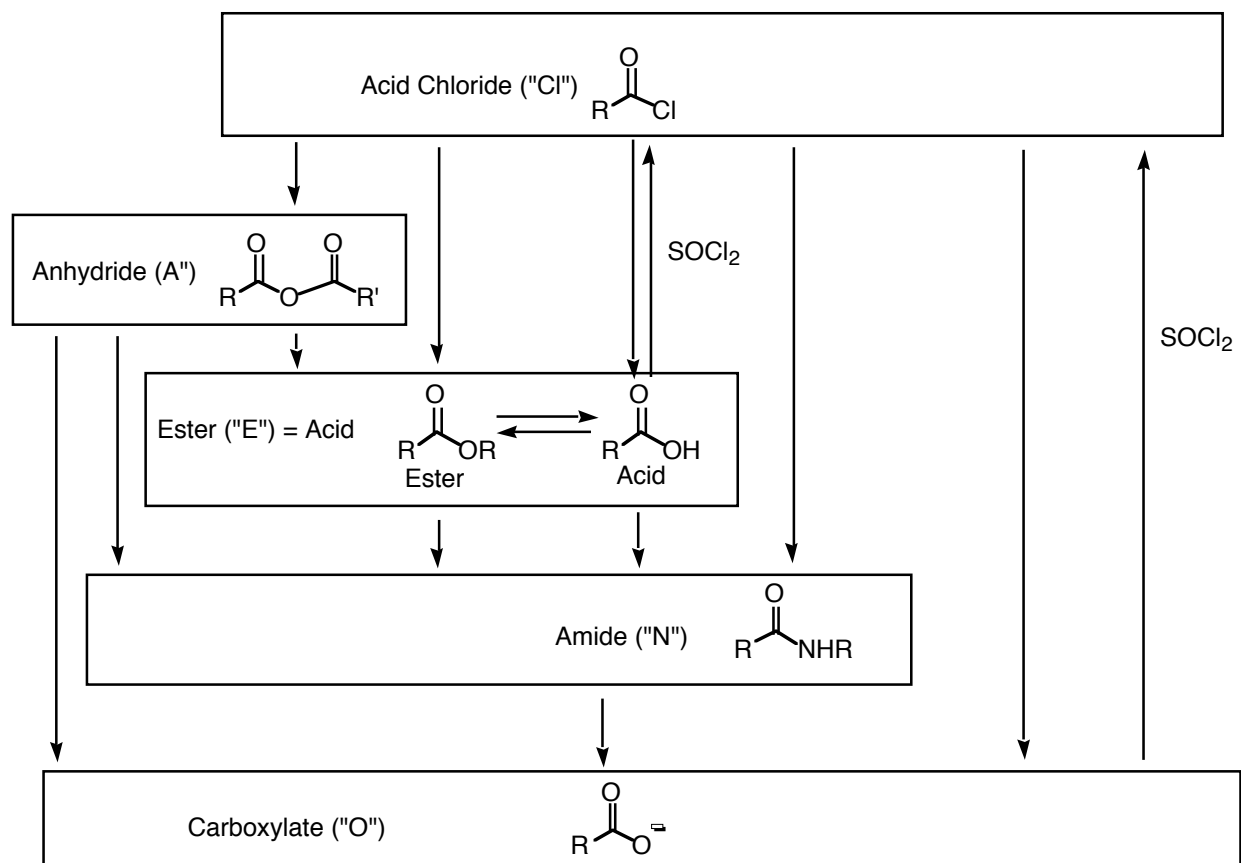 Acid Chloride ("Cl")
O
R
Cl
Anhydride (A")
O
O
R
O
R'
SOCl2
SOCl2
Ester ("E") = Acid
O
R
OR
Ester
O
R
OH
Acid
Amide ("N")
O
R
NHR
Carboxylate ("O")
O
R
O